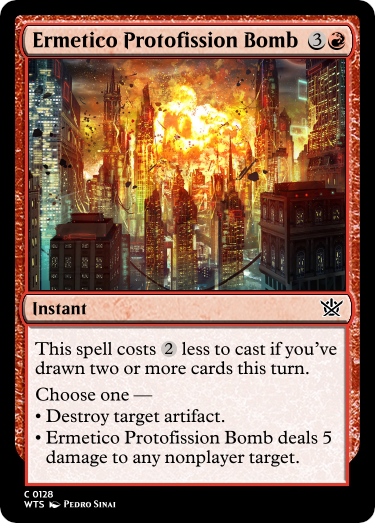 Ermetico Protofission Bomb 3
Instant
This spell costs 2 less to cast if you've
drawn two or more cards this turn.
Choose one —
• Destroy target artifact.
• Ermetico Protofission Bomb deals 5
damage to any nonplayer target.
C 0128
WTS Pedro Sinai